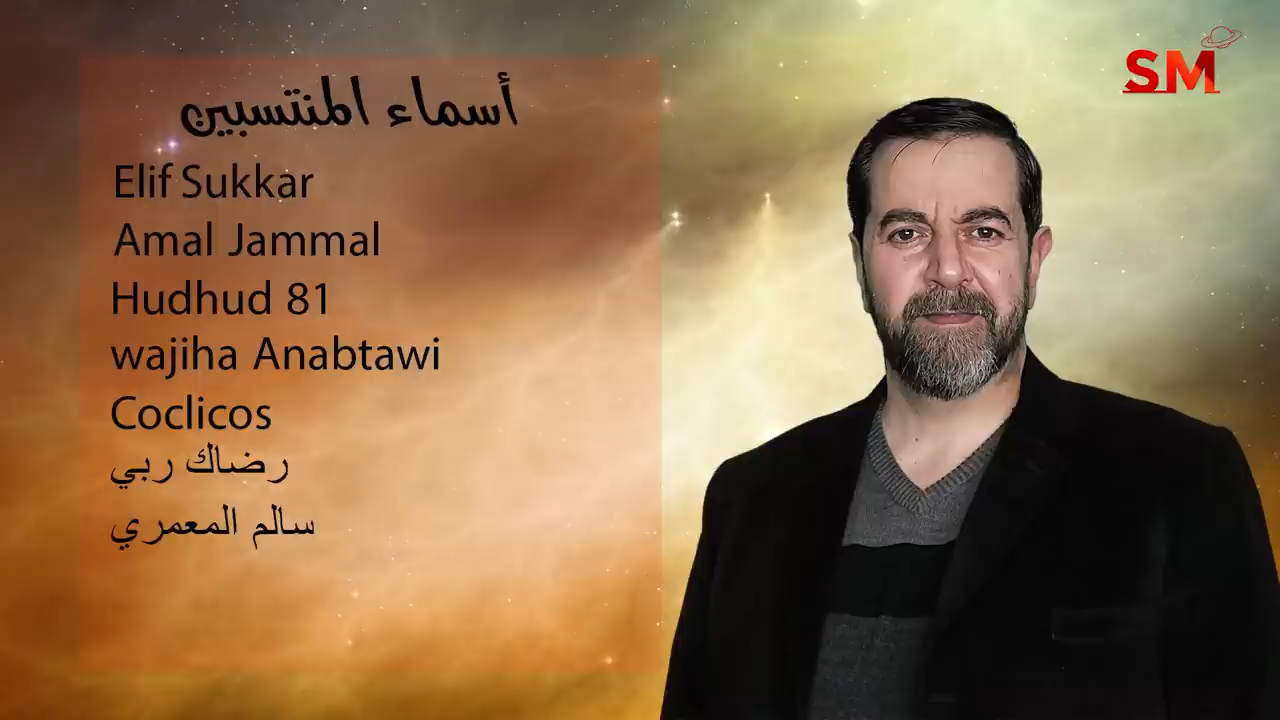 SM
أسماء المنتسبين
Elif Sukkar
Amal Jammal
Hudhud 81
wajiha Anabtawi
Coclicos
رضاك ربي
سالم المعمري